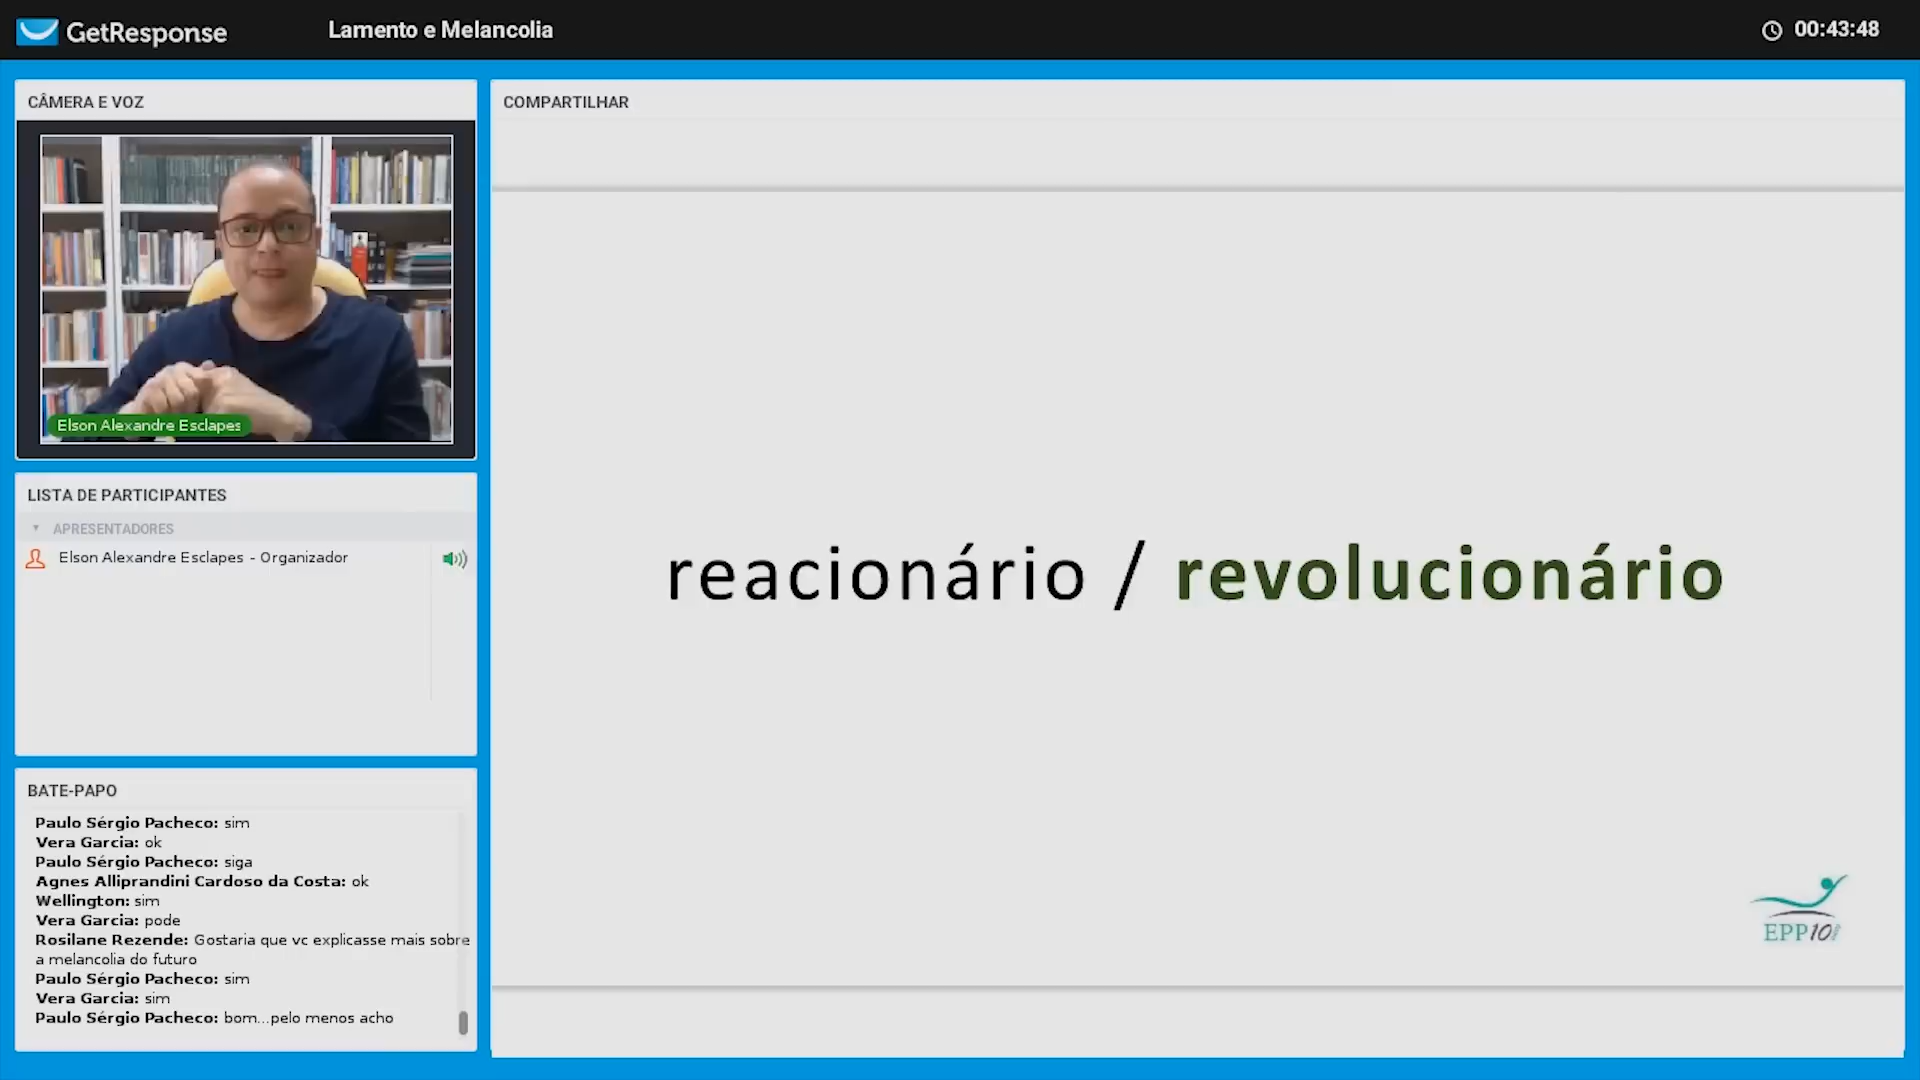 GetResponse
Lamento e Melancolia
00:43:48
CÂMERA E VOZ
Elson Alexandre Esclapes
LISTA DE PARTICIPANTES
APRESENTADORES
Elson Alexandre Esclapes - Organizador
BATE-PAPO
Paulo Sérgio Pacheco: sim
Vera Garcia: ok
Paulo Sérgio Pacheco: siga
Agnes Alliprandini Cardoso da Costa: ok
Wellington: sim
Vera Garcia: pode
Rosilane Rezende: Gostaria que vc explicasse mais sobre
a melancolia do futuro
Paulo Sérgio Pacheco: sim
Vera Garcia: sim
Paulo Sérgio Pacheco: bom...pelo menos acho
COMPARTILHAR
reacionário / revolucionário
EPP10